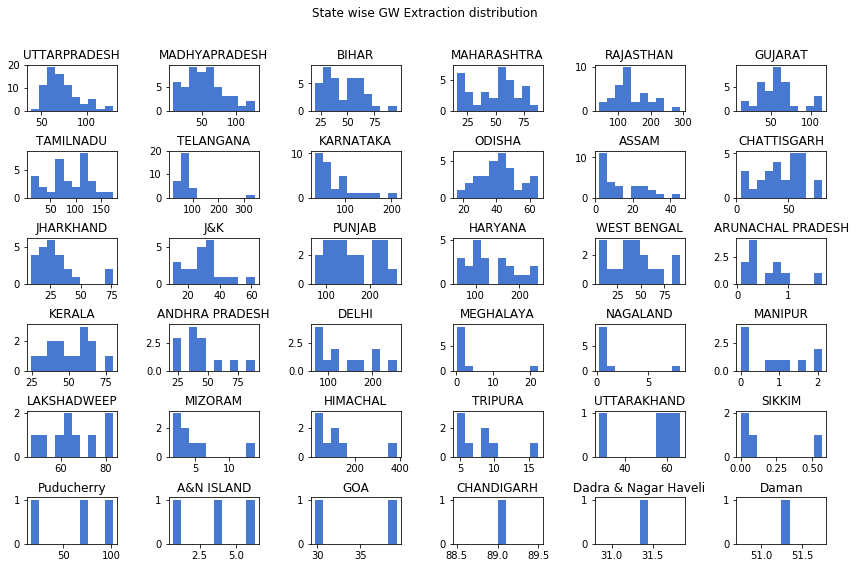 State wise GW Extraction distribution
UTTARPRADESH MADHYAPRADESH BIHAR MAHARASHTRA RAJASTHAN GUJARAT
20 10 0 50 100
5 0 50 100
5 0 25 50 75
5 0 25 50 75
10 5 0 100 200 300
5 0 50 100
TAMILNADU TELANGANA KARNATAKA ODISHA ASSAM CHATTISGARH
5 0 50 100 150
20 10 0 100 200 300
10 5 0 100 200
5 0 20 40 60
10 5 0 0 20 40
5 0 0 50
JHARKHAND J&K PUNJAB HARYANA WEST BENGAL ARUNACHAL PRADESH
5 0 25 50 75
5 0 20 40 60
2 0 100 200
5 0 100 200
2 0 25 50 75
2.5 0.0 0 1
KERALA ANDHRA PRADESH DELHI MEGHALAYA NAGALAND MANIPUR
2 0 25 50 75
2.5 0.0 25 50 75
2.5 0.0 100 200
5 0 0 10 20
5 0 0 5
2.5 0.0 0 1 2
LAKSHADWEEP MIZORAM HIMACHAL TRIPURA UTTARAKHAND SIKKIM
2 0 60 80
2 0 5 10
2 0 200 400
2 0 5 10 15
1 0 40 60
2 0 0.00 0.25 0.50
Puducherry A&N ISLAND GOA CHANDIGARH Dadra & Nagar Haveli Daman
1 0 50 100
1 0 2.5 5.0
1 0 30 35
1 0 88.5 89.0 89.5
1 0 31.0 31.5
1 0 51.0 51.5